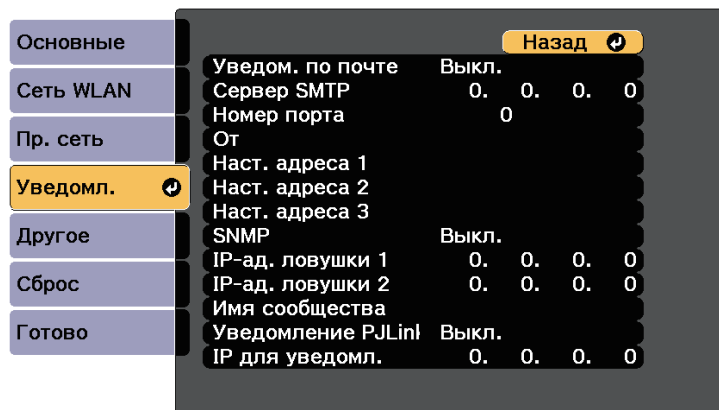 Основные
Сеть WLAN
Пр. сеть
Уведомл.
Другое
Сброс
Готово
Назад
Уведом. по почте Выкл.
Сервер SMTP 0. 0. 0. 0
Номер порта 0
От
Наст. адреса 1
Наст. адреса 2
Наст. адреса 3
SNMP Выкл.
IP-ад. ловушки 1 0. 0. 0. 0
IP-ад. ловушки 2 0. 0. 0. 0
Имя сообщества
Уведомление PJLink Выкл.
IP для уведомл. 0. 0. 0. 0